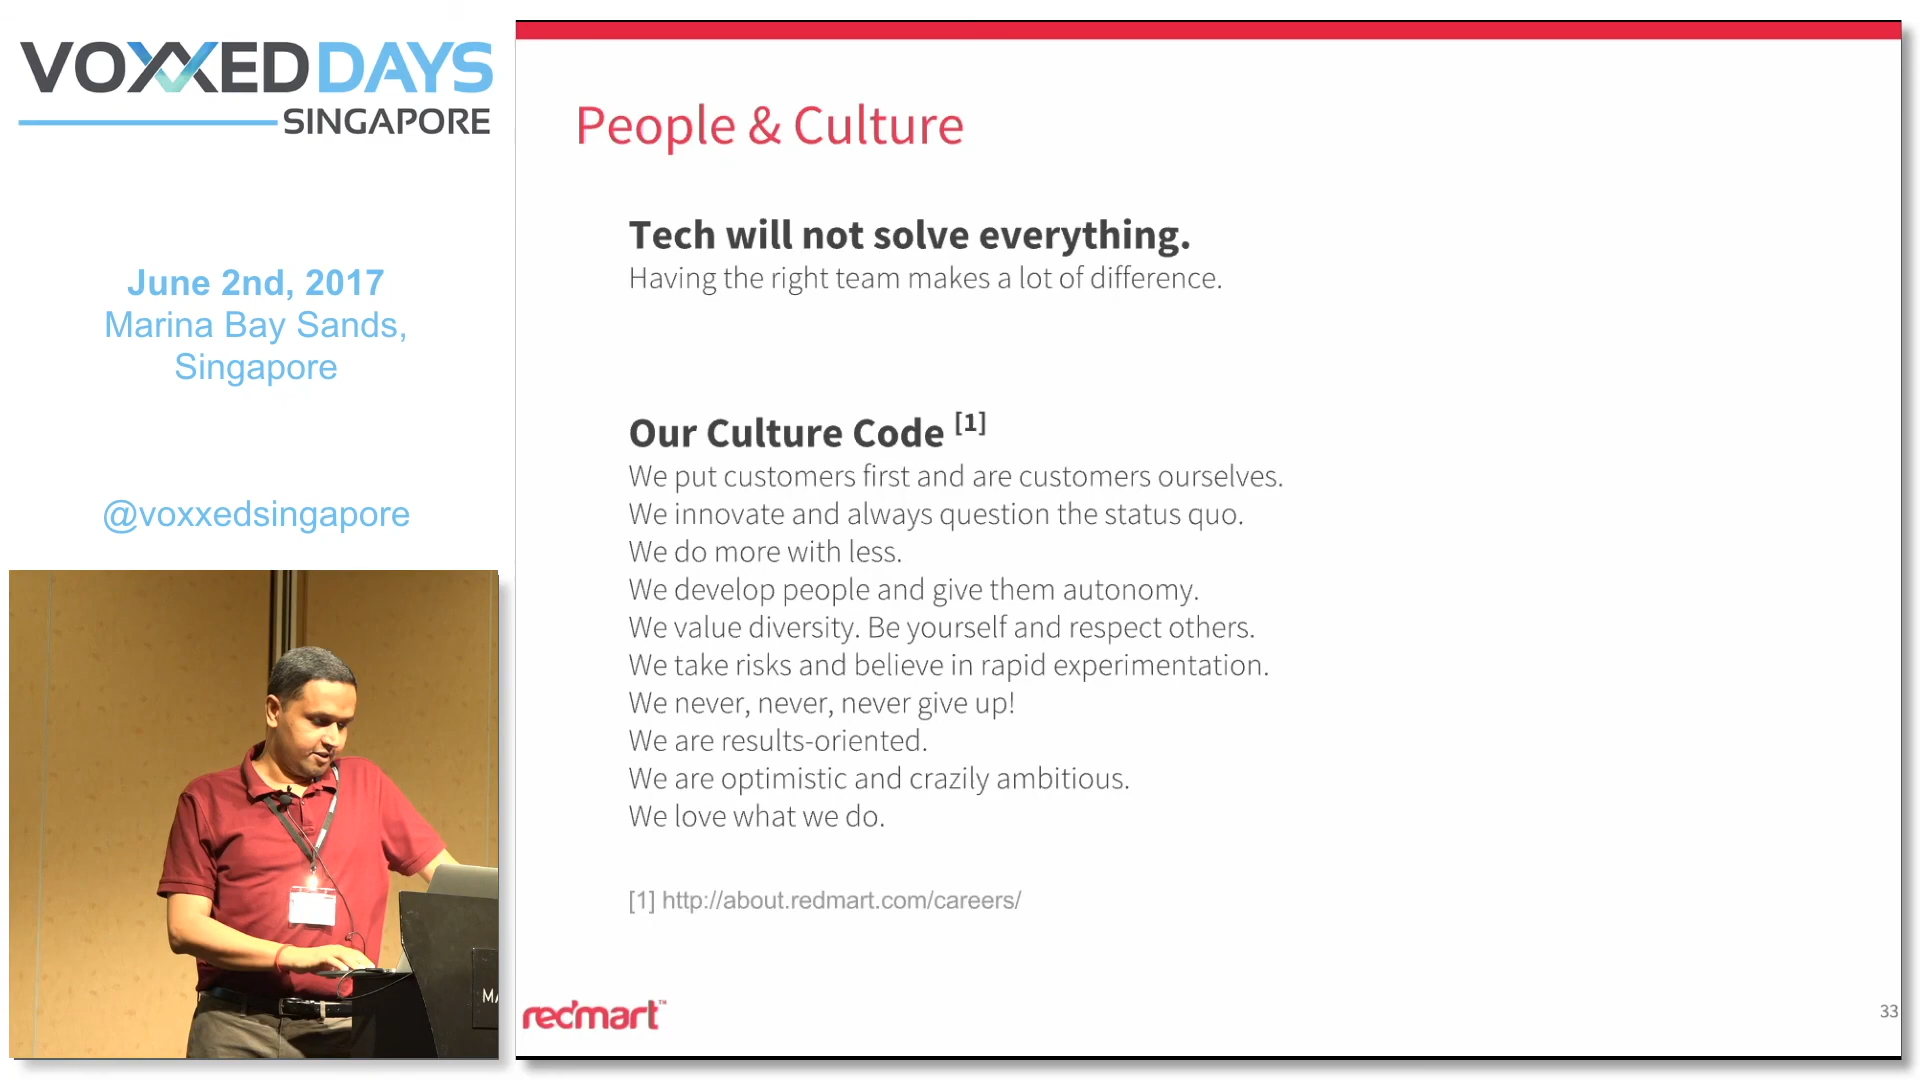 VOXXEDDAYS
SINGAPORE
June 2nd, 2017
Marina Bay Sands,
Singapore
@voxxedsingapore
People & Culture
Tech will not solve everything.
Having the right team makes a lot of difference.
Our Culture Code [1]
We put customers first and are customers ourselves.
We innovate and always question the status quo.
We do more with less.
We develop people and give them autonomy.
We value diversity. Be yourself and respect others.
We take risks and believe in rapid experimentation.
We never, never, never give up!
We are results-oriented.
We are optimistic and crazily ambitious.
We love what we do.
[1] http://about.redmart.com/careers/
redmart™
33